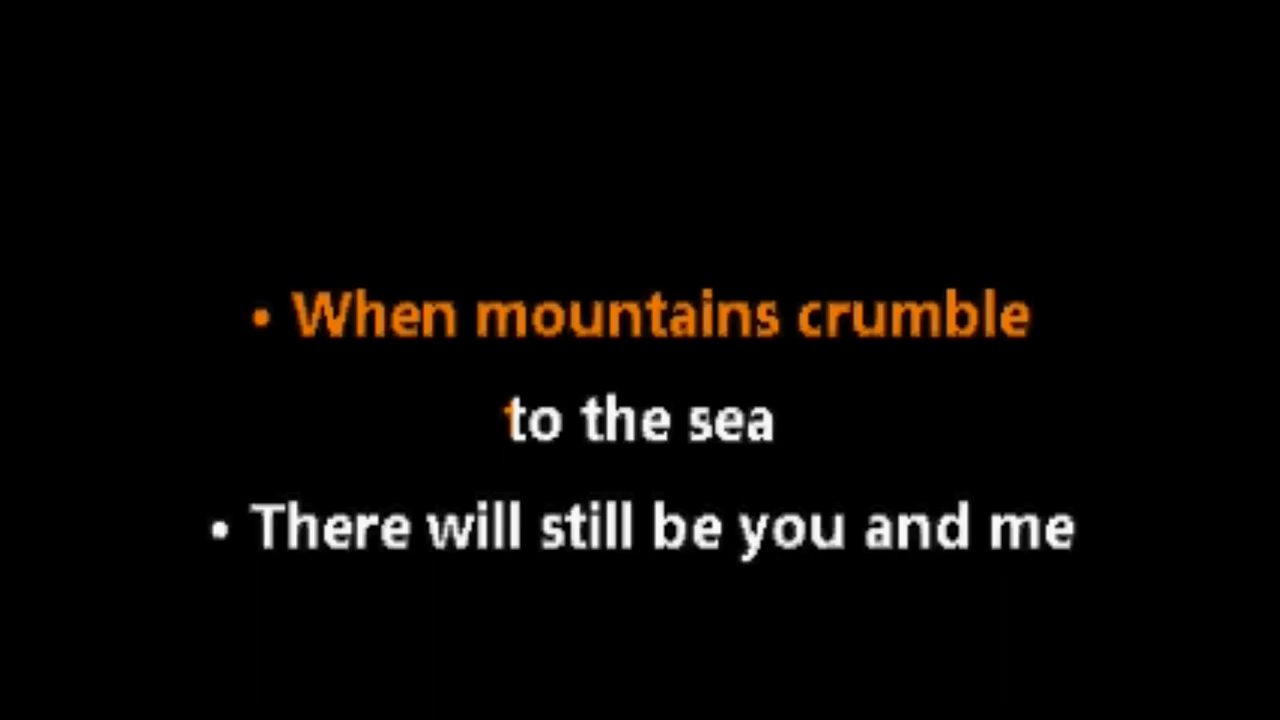 • When mountains crumble
to the sea
• There will still be you and me